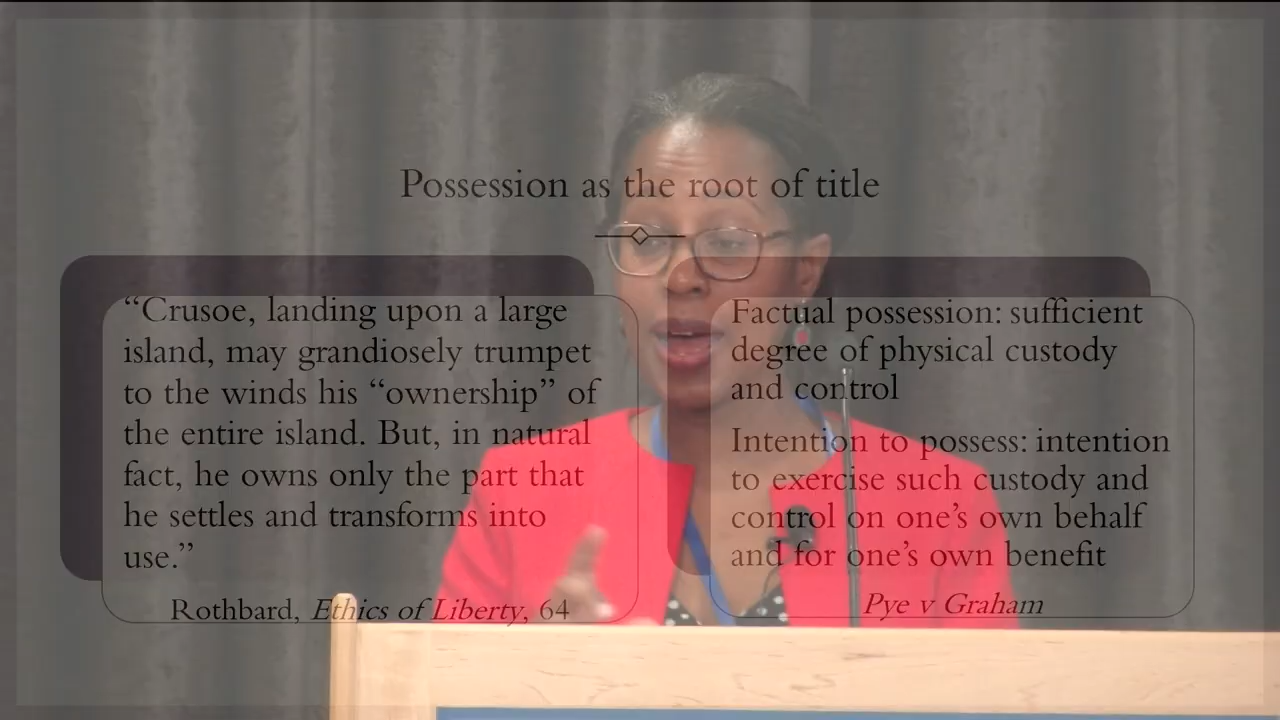 Possession as the root of title
“Crusoe, landing upon a large
island, may grandiosely trumpet
to the winds his “ownership” of
the entire island. But, in natural
fact, he owns only the part that
he settles and transforms into
use.”
Rothbard, Ethics of Liberty, 64
Factual possession: sufficient
degree of physical custody
and control
Intention to possess: intention
to exercise such custody and
control on one’s own behalf
and for one’s own benefit
Pye v Graham